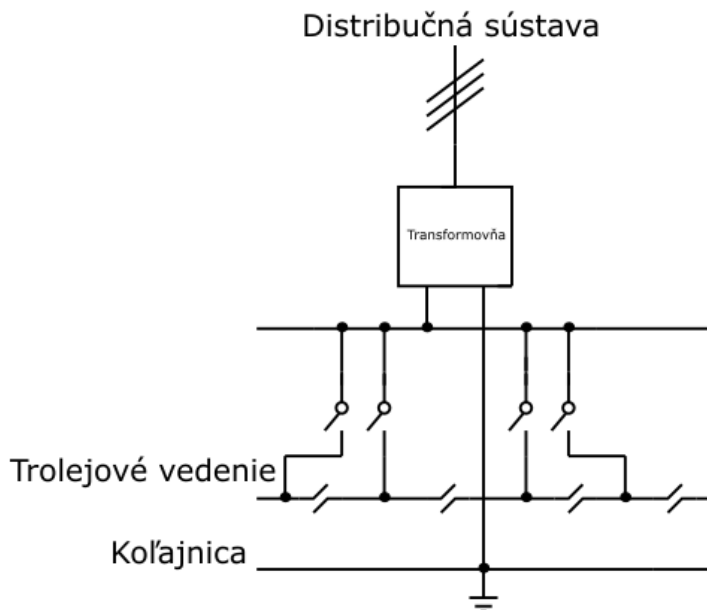 Distribučná sústava
Transformovňa
Trolejové vedenie
Koľajnica